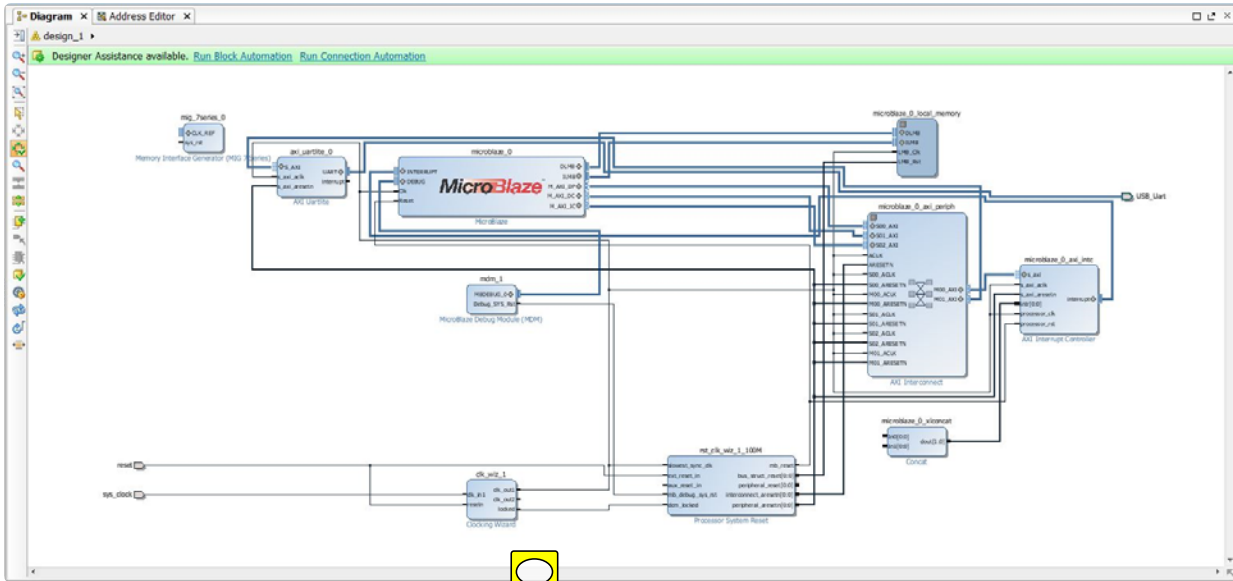 Diagram × Address Editor ×
design_1
Designer Assistance available. Run Block Automation Run Connection Automation
mig_7series_0
CLK_REF
sys_rst
Memory Interface Generator (MIG 7 Series)
axi_uartlite_0
S_AXI
s_axi_aclk
s_axi_aresetn
UART
interrupt
AXI Uartlite
microblaze_0
INTERRUPT
DEBUG
Clk
Reset
MicroBlaze
DLMB
ILMB
M_AXI_DP
M_AXI_DC
M_AXI_IC
MicroBlaze
microblaze_0_local_memory
DLMB
ILMB
LMB_Clk
LMB_Rst
USB_Uart
microblaze_0_axi_periph
S00_AXI
S01_AXI
S02_AXI
ACLK
ARESETN
S00_ACLK
S00_ARESETN
M00_ACLK
M00_ARESETN
S01_ACLK
S01_ARESETN
S02_ACLK
S02_ARESETN
M01_ACLK
M01_ARESETN
M00_AXI
M01_AXI
AXI Interconnect
microblaze_0_axi_intc
s_axi
s_axi_aclk
s_axi_aresetn
intr[0:0]
processor_clk
processor_rst
interrupt
AXI Interrupt Controller
mdm_1
MBDEBUG_0
Debug_SYS_Rst
MicroBlaze Debug Module (MDM)
microblaze_0_xlconcat
In0[0:0]
In1[0:0]
dout[1:0]
Concat
reset
sys_clock
clk_wiz_1
clk_in1
resetn
clk_out1
clk_out2
locked
Clocking Wizard
rst_clk_wiz_1_100M
slowest_sync_clk
ext_reset_in
aux_reset_in
mb_debug_sys_rst
dcm_locked
mb_reset
bus_struct_reset[0:0]
peripheral_reset[0:0]
interconnect_aresetn[0:0]
peripheral_aresetn[0:0]
Processor System Reset